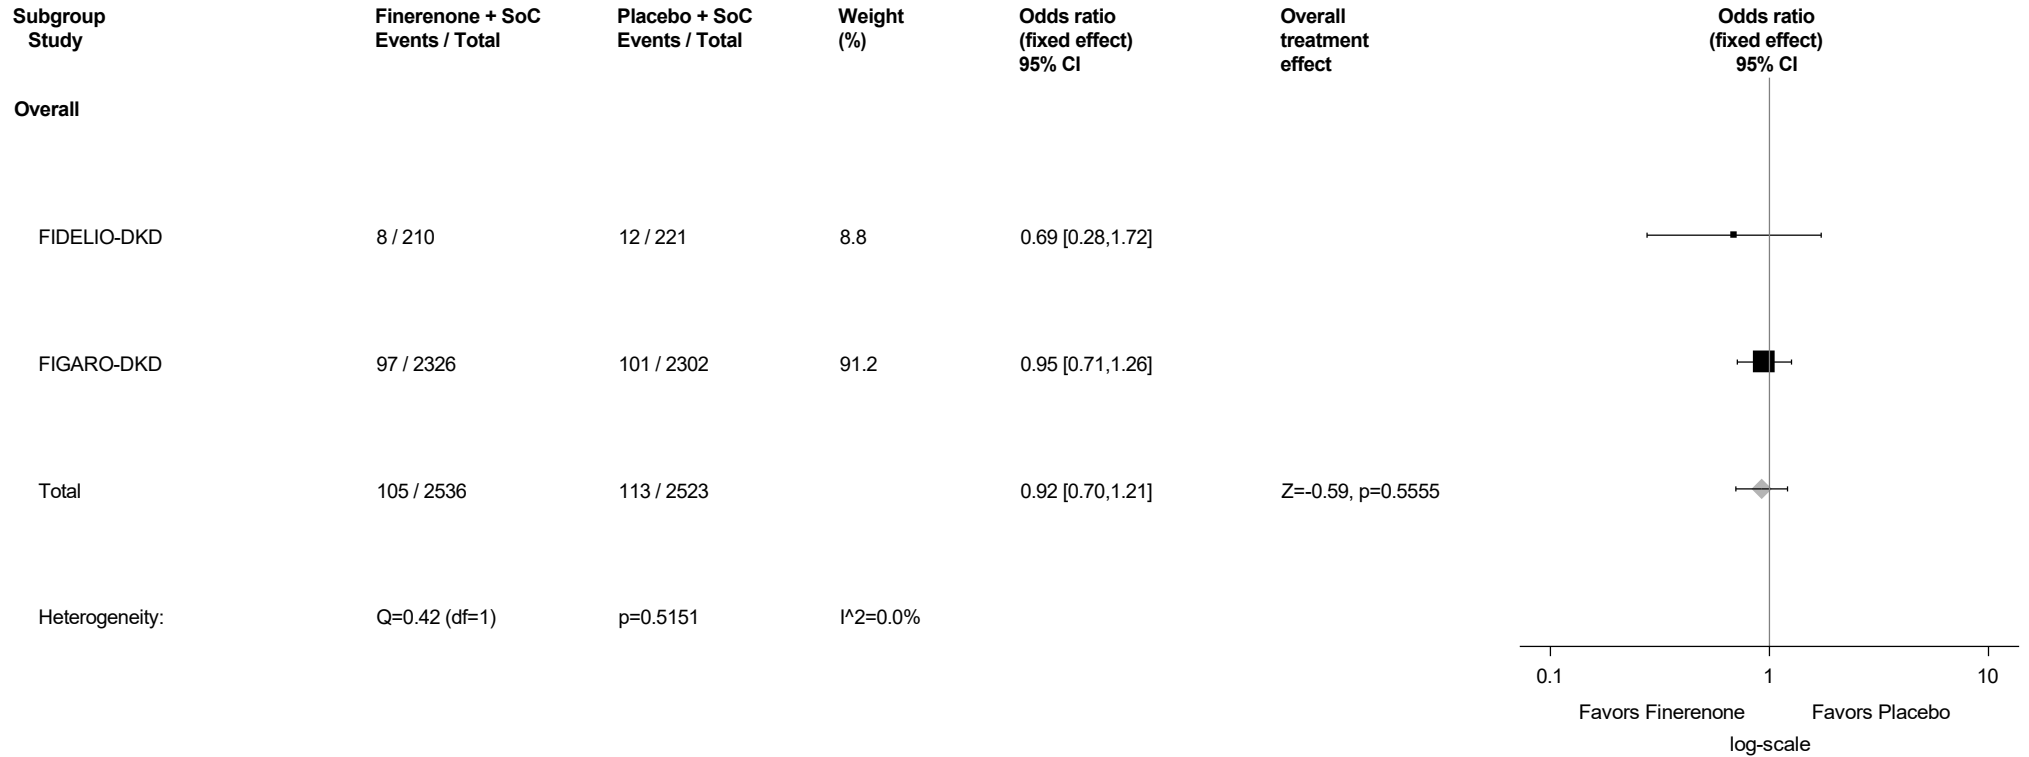 Subgroup Finerenone + SoC Placebo + SoC Weight Odds ratio Overall Odds ratio
Study Events / Total Events / Total (%) (fixed effect) treatment (fixed effect)
95% CI effect 95% CI
Overall
FIDELIO-DKD 8 / 210 12 / 221 8.8 0.69 [0.28,1.72]
FIGARO-DKD 97 / 2326 101 / 2302 91.2 0.95 [0.71,1.26]
Total 105 / 2536 113 / 2523 0.92 [0.70,1.21] Z=-0.59, p=0.5555
Heterogeneity: Q=0.42 (df=1) p=0.5151 I^2=0.0%
0.1 1 10
Favors Finerenone Favors Placebo
log-scale